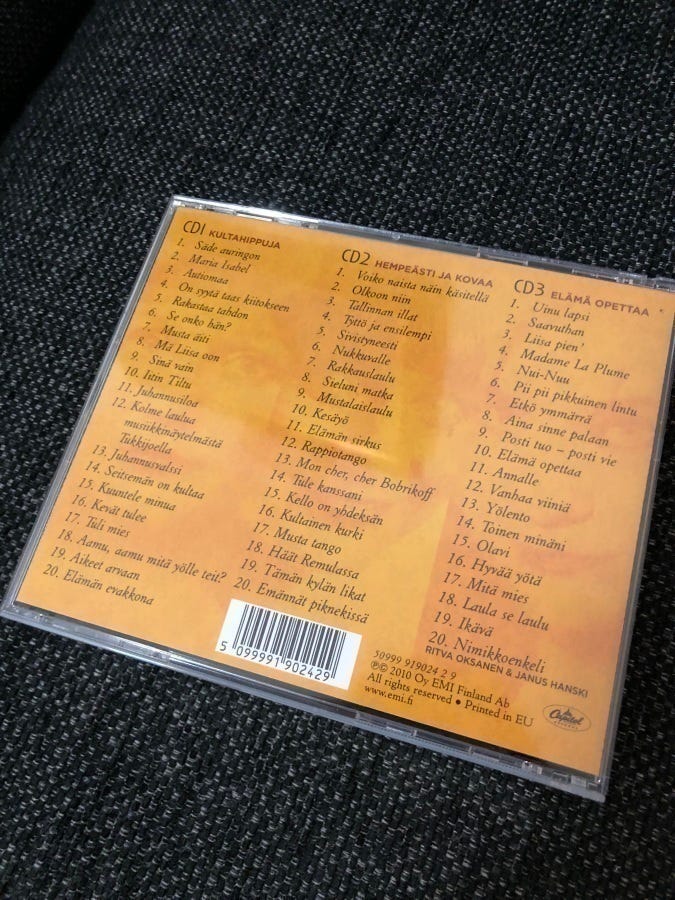 CD1 KULTAHIPPUJA
1. Säde auringon
2. Maria Isabel
3. Autiomaa
4. On syytä taas kiitokseen
5. Rakastaa tahdon
6. Se onko hän?
7. Musta äiti
8. Mä Liisa oon
9. Sinä vain
10. Iitin Tiltu
11. Juhannusiloa
12. Kolme laulua
musiikkinäytelmästä
Tukkijoella
13. Juhannusvalssi
14. Seitsemän on kultaa
15. Kuuntele minua
16. Kevät tulee
17. Tuli mies
18. Aamu, aamu mitä yölle teit?
19. Aikeet arvaan
20. Elämän evakkona
CD2 HEMPEÄSTI JA KOVAA
1. Voiko naista näin käsitellä
2. Olkoon niin
3. Tallinnan illat
4. Tyttö ja ensilempi
5. Sivistyneesti
6. Nukkuvalle
7. Rakkauslaulu
8. Sieluni matka
9. Mustalaislaulu
10. Kesäyö
11. Elämän sirkus
12. Rappiotango
13. Mon cher, cher Bobrikoff
14. Tule kanssani
15. Kello on yhdeksän
16. Kultainen kurki
17. Musta tango
18. Häät Remulassa
19. Tämän kylän likat
20. Emännät piknekissä
CD3 ELÄMÄ OPETTAA
1. Uinu lapsi
2. Saavuthan
3. Liisa pien'
4. Madame La Plume
5. Nui-Nuu
6. Pii pii pikkuinen lintu
7. Etkö ymmärrä
8. Aina sinne palaan
9. Posti tuo – posti vie
10. Elämä opettaa
11. Annalle
12. Vanhaa viiniä
13. Yölento
14. Toinen minäni
15. Olavi
16. Hyvää yötä
17. Mitä mies
18. Laula se laulu
19. Ikävä
20. Nimikkoenkeli
RITVA OKSANEN & JANUS HANSKI
5 099991 902429
50999 919024 2 9
℗© 2010 Oy EMI Finland Ab
All rights reserved • Printed in EU
www.emi.fi
Capitol